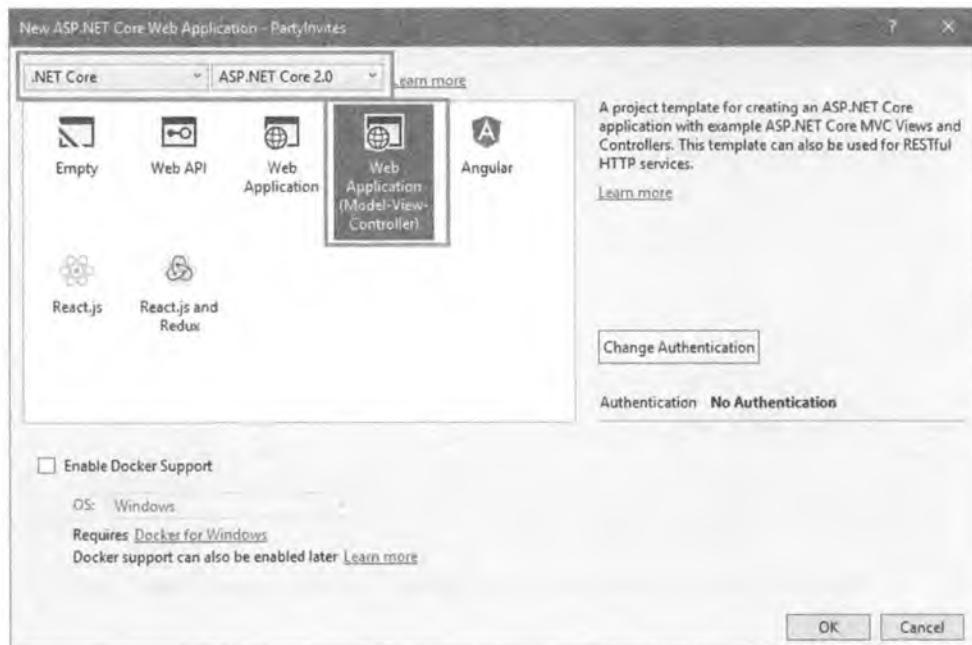 New ASP.NET Core Web Application - PartyInvites
? ×
.NET Core
ASP.NET Core 2.0
Learn more
Empty
Web API
Web
Application
Web
Application
(Model-View-
Controller)
Angular
React.js
React.js and
Redux
A project template for creating an ASP.NET Core
application with example ASP.NET Core MVC Views and
Controllers. This template can also be used for RESTful
HTTP services.
Learn more
Change Authentication
Authentication No Authentication
Enable Docker Support
OS: Windows
Requires Docker for Windows
Docker support can also be enabled later Learn more
OK
Cancel